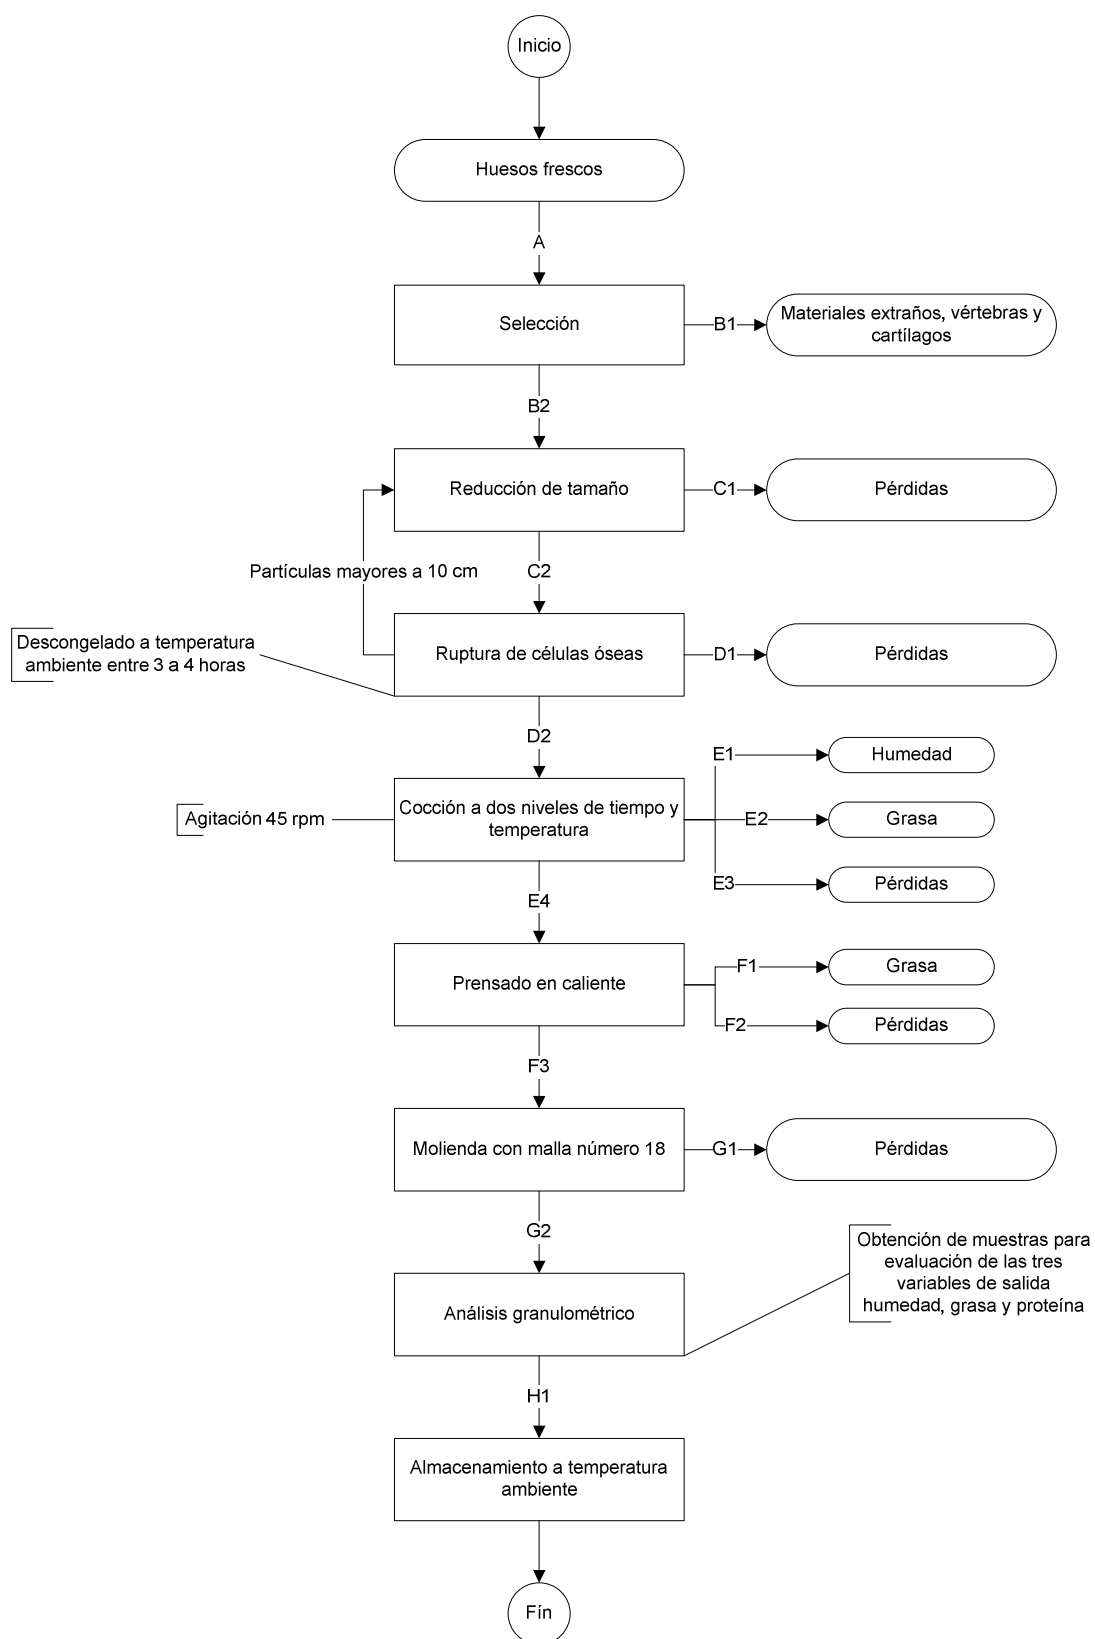 Inicio
Huesos frescos
A
Selección
B1
Materiales extraños, vértebras y
cartílagos
B2
Reducción de tamaño
C1
Pérdidas
Partículas mayores a 10 cm
C2
Descongelado a temperatura
ambiente entre 3 a 4 horas
Ruptura de células óseas
D1
Pérdidas
D2
Agitación 45 rpm
Cocción a dos niveles de tiempo y
temperatura
E1
Humedad
E2
Grasa
E3
Pérdidas
E4
Prensado en caliente
F1
Grasa
F2
Pérdidas
F3
Molienda con malla número 18
G1
Pérdidas
G2
Análisis granulométrico
Obtención de muestras para
evaluación de las tres
variables de salida
humedad, grasa y proteína
H1
Almacenamiento a temperatura
ambiente
Fín